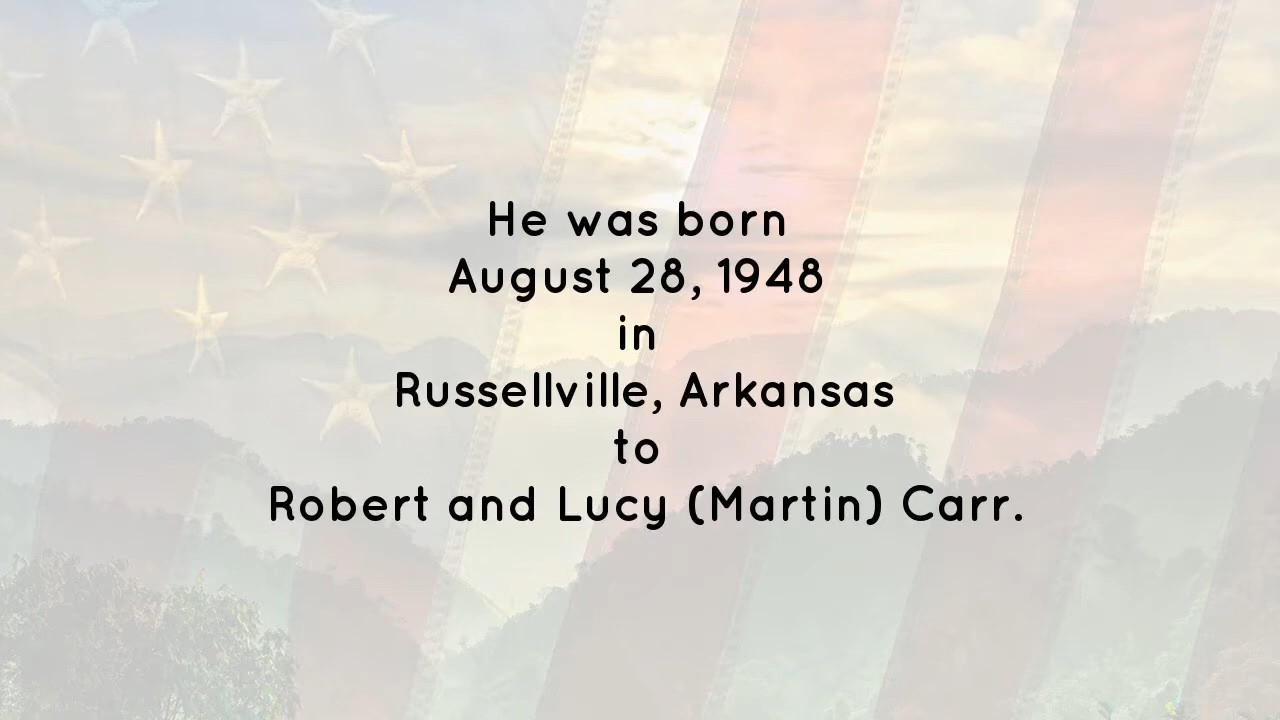 He was born
August 28, 1948
in
Russellville, Arkansas
to
Robert and Lucy (Martin) Carr.